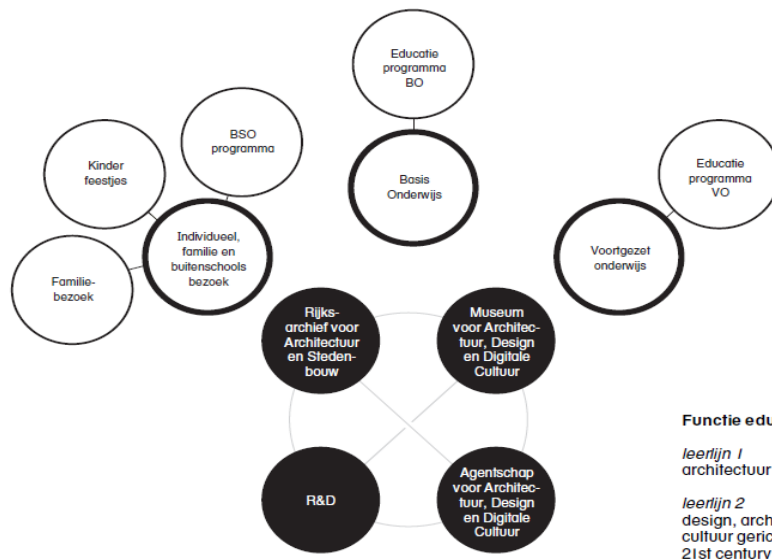 Educatie
programma
BO
BSO
programma
Kinder
feestjes
Basis
Onderwijs
Educatie
programma
VO
Individueel,
familie en
buitenschools
bezoek
Voortgezet
onderwijs
Familie-
bezoek
Rijks-
archief voor
Architectuur
en Steden-
bouw
Museum
voor Architec-
tuur, Design
en Digitale
Cultuur
R&D
Agentschap
voor Architec-
tuur, Design
en Digitale
Cultuur
Functie edu
leerlijn 1
architectuur
leerlijn 2
design, arch
cultuur geric
21st century